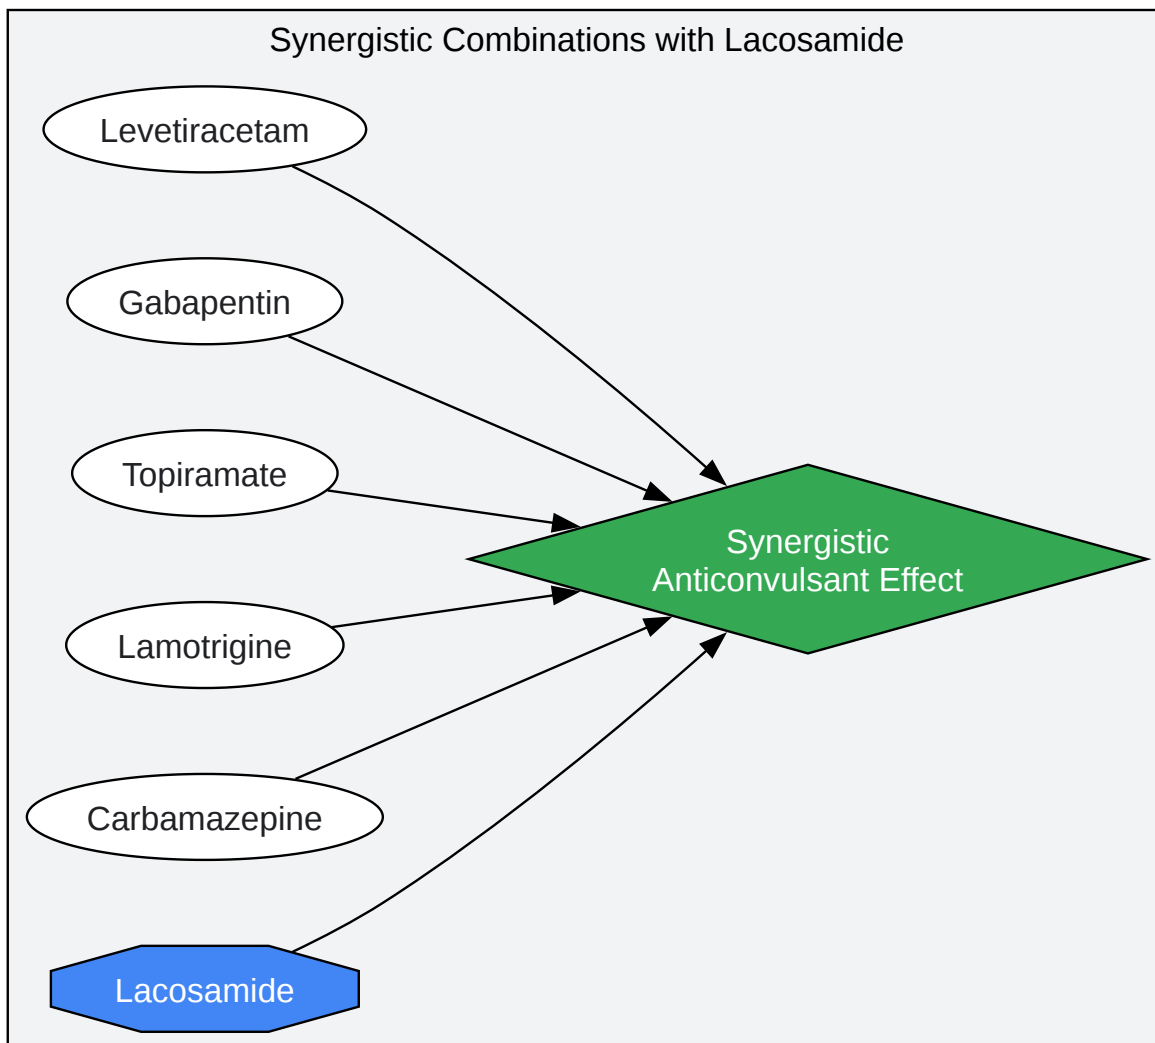 Synergistic Combinations with Lacosamide
Levetiracetam
Gabapentin
Topiramate
Lamotrigine
Carbamazepine
Lacosamide
Synergistic
Anticonvulsant Effect